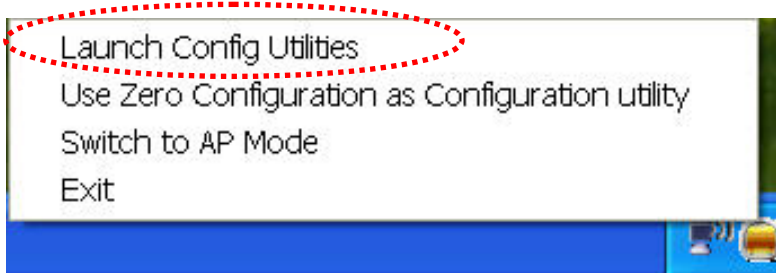 Launch Config Utilities
Use Zero Configuration as Configuration utility
Switch to AP Mode
Exit